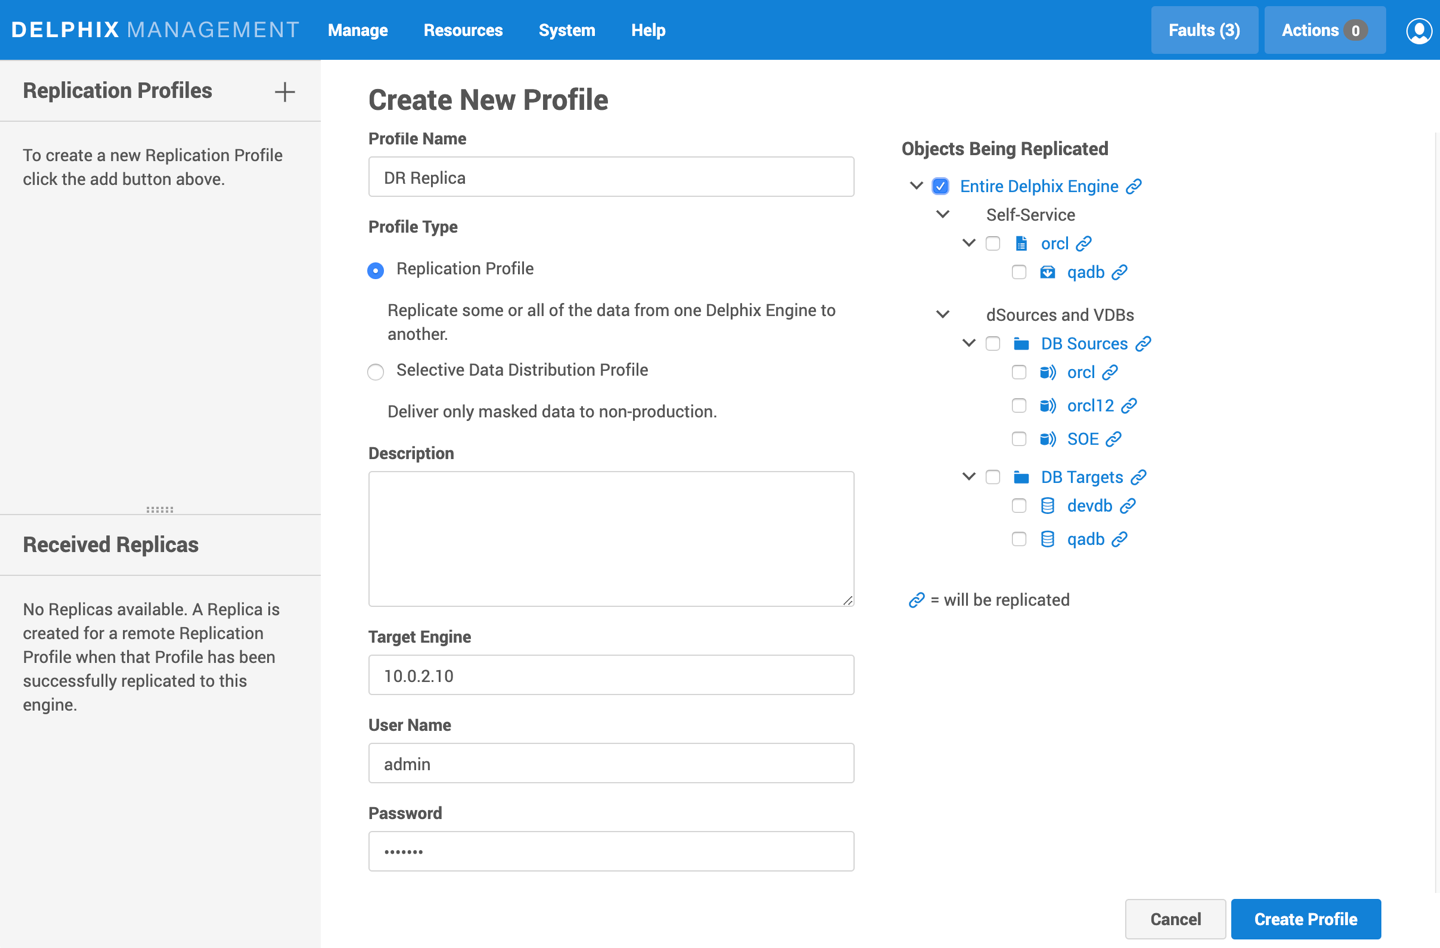 DELPHIX MANAGEMENT
Manage
Resources
System
Help
Faults (3)
Actions 0
Replication Profiles
To create a new Replication Profile
click the add button above.
Received Replicas
No Replicas available. A Replica is
created for a remote Replication
Profile when that Profile has been
successfully replicated to this
engine.
Create New Profile
Profile Name
DR Replica
Profile Type
Replication Profile
Replicate some or all of the data from one Delphix Engine to
another.
Selective Data Distribution Profile
Deliver only masked data to non-production.
Description
Target Engine
10.0.2.10
User Name
admin
Password
•••••••
Objects Being Replicated
Entire Delphix Engine
Self-Service
orcl
qadb
dSources and VDBs
DB Sources
orcl
orcl12
SOE
DB Targets
devdb
qadb
= will be replicated
Cancel
Create Profile